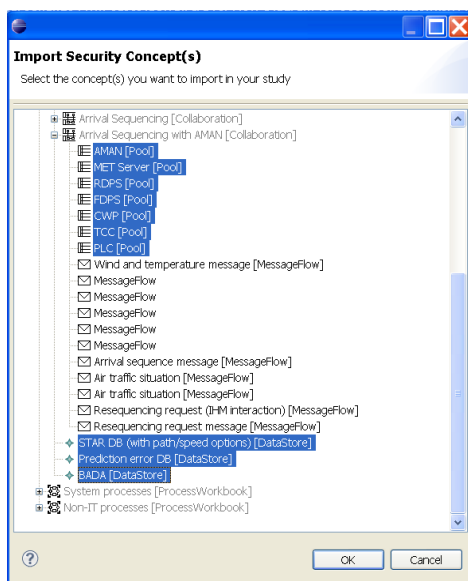 Import Security Concept(s)
Select the concept(s) you want to import in your study
Arrival Sequencing [Collaboration]
Arrival Sequencing with AMAN [Collaboration]
AMAN [Pool]
MET Server [Pool]
RDPS [Pool]
FDPS [Pool]
CWP [Pool]
TCC [Pool]
PLC [Pool]
Wind and temperature message [MessageFlow]
MessageFlow
MessageFlow
MessageFlow
MessageFlow
MessageFlow
Arrival sequence message [MessageFlow]
Air traffic situation [MessageFlow]
Air traffic situation [MessageFlow]
Resequencing request (IHM interaction) [MessageFlow]
Resequencing request message [MessageFlow]
STAR DB (with path/speed options) [DataStore]
Prediction error DB [DataStore]
BADA [DataStore]
System processes [ProcessWorkbook]
Non-IT processes [ProcessWorkbook]
?
OK Cancel